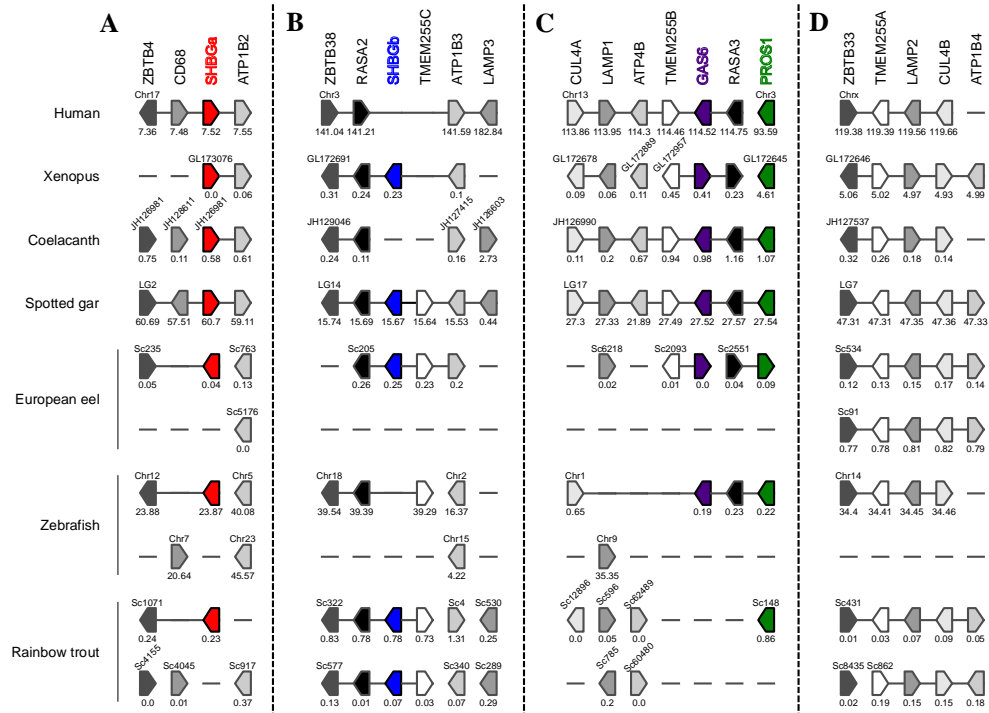 A B C D
ZBTB4 CD68 SHBGa ATP1B2 ZBTB38 RASA2 SHBGb TMEM255C ATP1B3 LAMP3 CUL4A LAMP1 ATP4B TMEM255B GAS6 RASA3 PROS1 ZBTB33 TMEM255A LAMP2 CUL4B ATP1B4
Chr17 Chr3 Chr13 Chr3 Chrx
Human
7.36 7.48 7.52 7.55 141.04 141.21 141.59 182.84 113.86 113.95 114.3 114.46 114.52 114.75 93.59 119.38 119.39 119.56 119.66
GL173076 GL172691 GL172678 GL172889 GL172957 GL172645 GL172646
Xenopus
0.0 0.06 0.31 0.24 0.23 0.1 0.09 0.06 0.11 0.45 0.41 0.23 4.61 5.06 5.02 4.97 4.93 4.99
JH126981 JH128611 JH126981 JH129046 JH127415 JH126603 JH126990 JH127537
Coelacanth
0.75 0.11 0.58 0.61 0.24 0.11 0.16 2.73 0.11 0.2 0.67 0.94 0.98 1.16 1.07 0.32 0.26 0.18 0.14
LG2 LG14 LG17 LG7
Spotted gar
60.69 57.51 60.7 59.11 15.74 15.69 15.67 15.64 15.53 0.44 27.3 27.33 21.89 27.49 27.52 27.57 27.54 47.31 47.31 47.35 47.36 47.33
Sc235 Sc763 Sc205 Sc6218 Sc2093 Sc2551 Sc534
0.05 0.04 0.13 0.26 0.25 0.23 0.2 0.02 0.01 0.0 0.04 0.09 0.12 0.13 0.15 0.17 0.14
European eel
Sc5176 Sc91
0.0 0.77 0.78 0.81 0.82 0.79
Chr12 Chr5 Chr18 Chr2 Chr1 Chr14
23.88 23.87 40.08 39.54 39.39 39.29 16.37 0.65 0.19 0.23 0.22 34.4 34.41 34.45 34.46
Zebrafish
Chr7 Chr23 Chr15 Chr9
20.64 45.57 4.22 35.35
Sc1071 Sc322 Sc4 Sc530 Sc12896 Sc596 Sc62489 Sc148 Sc431
0.24 0.23 0.83 0.78 0.78 0.73 1.31 0.25 0.0 0.05 0.0 0.86 0.01 0.03 0.07 0.09 0.05
Rainbow trout
Sc4155 Sc4045 Sc917 Sc577 Sc340 Sc289 Sc785 Sc60480 Sc8435 Sc862
0.0 0.01 0.37 0.13 0.01 0.07 0.03 0.07 0.29 0.2 0.0 0.02 0.19 0.15 0.15 0.18